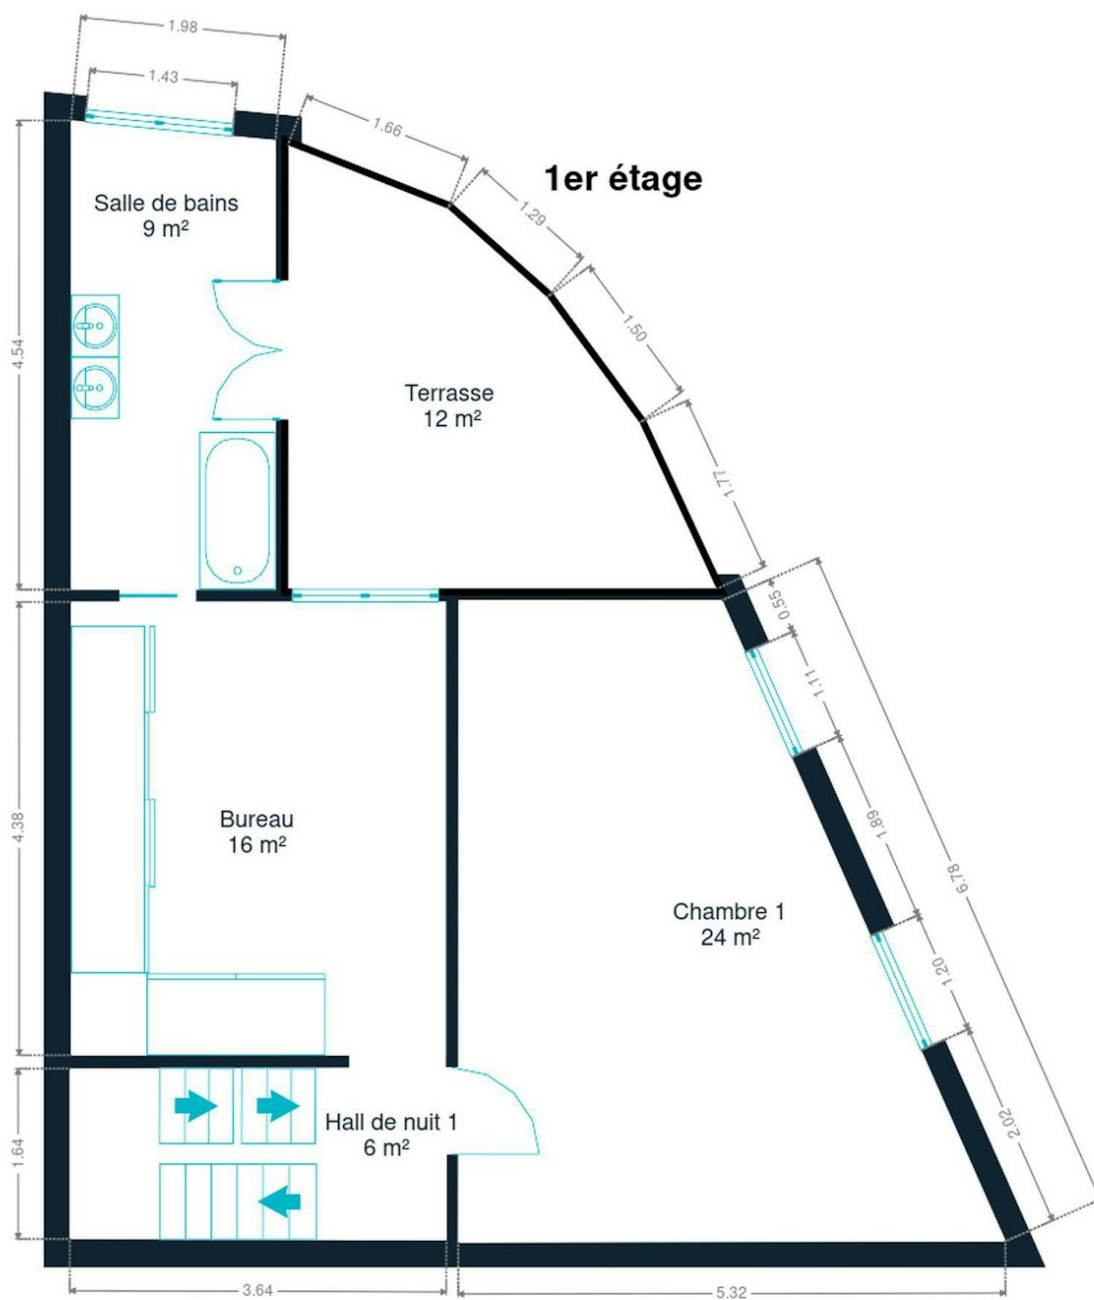 1.98
1.43
1.66
1er étage
1.29
Salle de bains
9 m²
1.50
4.54
Terrasse
12 m²
1.77
0.55
1.11
4.38
Bureau
16 m²
1.89
6.78
Chambre 1
24 m²
1.20
2.02
Hall de nuit 1
6 m²
1.64
3.64
5.32